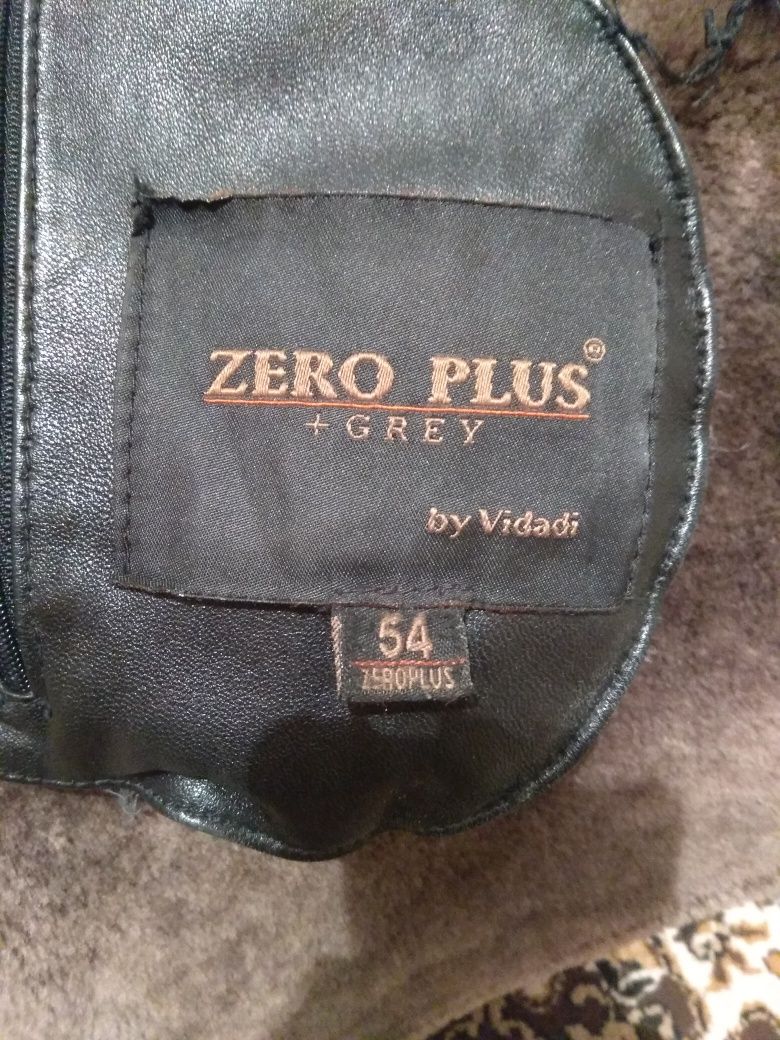 ZERO PLUS®
+GREY
by Vidadi
54
ZEROPLUS